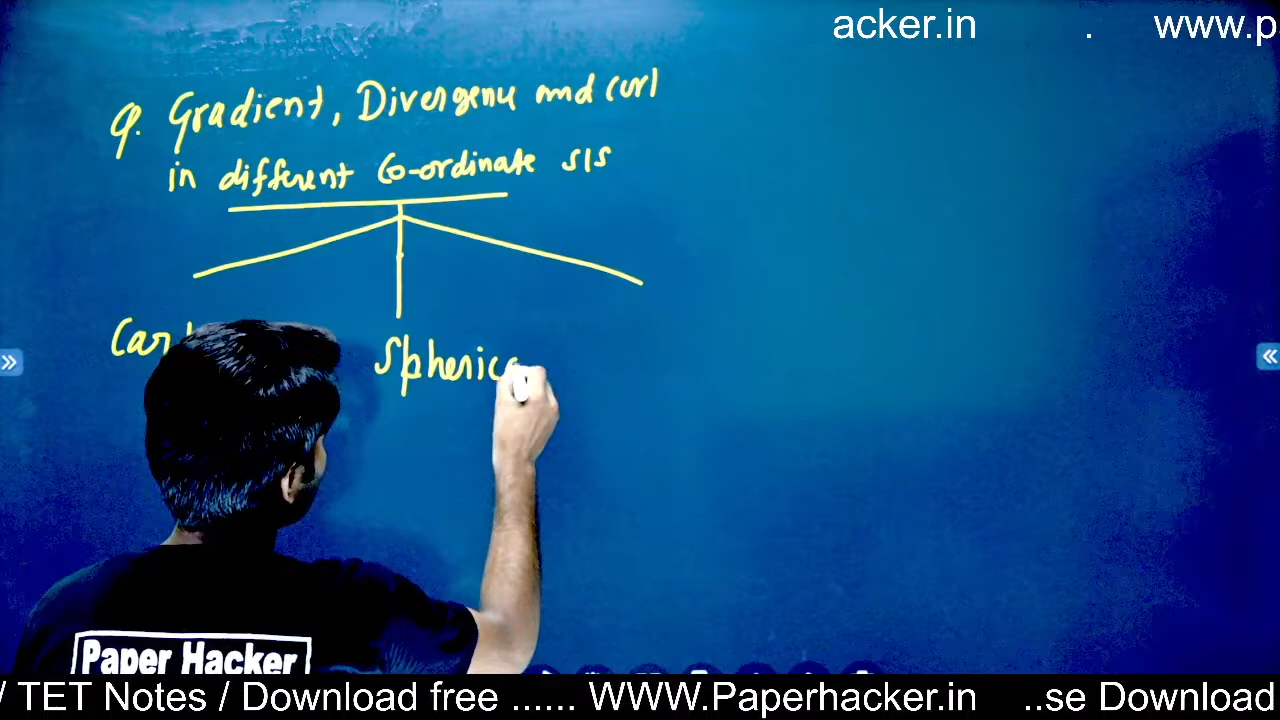 acker.in . www.p
Q. Gradient, Divergenu and curl
in different Co-ordinate S/S
Car
Spheric
Paper Hacker
/ TET Notes / Download free ...... WWW.Paperhacker.in ..se Download